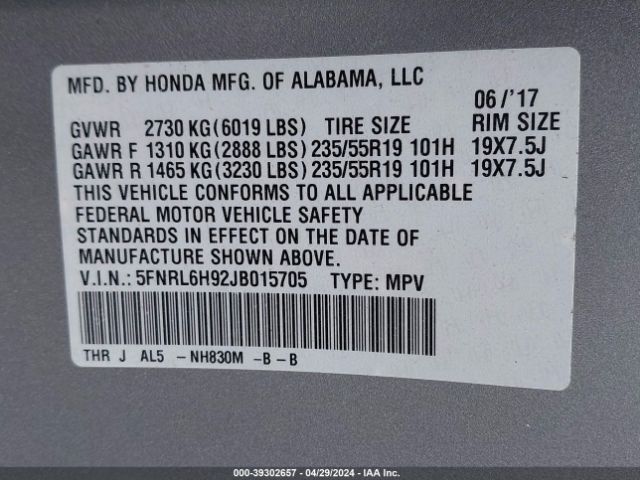 MFD. BY HONDA MFG. OF ALABAMA, LLC
06/'17
GVWR 2730 KG(6019 LBS) TIRE SIZE RIM SIZE
GAWR F 1310 KG(2888 LBS) 235/55R19 101H 19X7.5J
GAWR R 1465 KG(3230 LBS) 235/55R19 101H 19X7.5J
THIS VEHICLE CONFORMS TO ALL APPLICABLE
FEDERAL MOTOR VEHICLE SAFETY
STANDARDS IN EFFECT ON THE DATE OF
MANUFACTURE SHOWN ABOVE.
V.I.N.: 5FNRL6H92JB015705 TYPE: MPV
THR J AL5 -NH830M -B-B
000-39302657 - 04/29/2024 - IAA Inc.